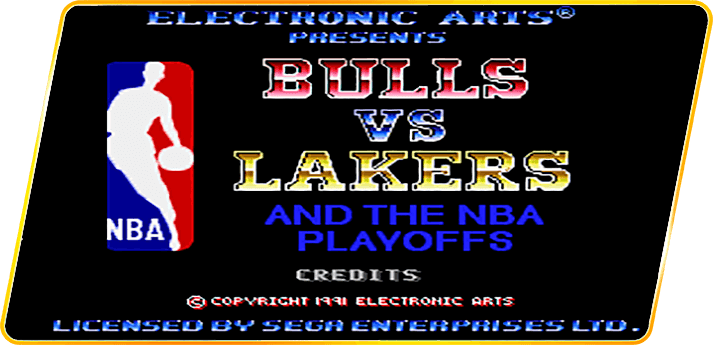 ELECTRONIC ARTS®
PRESENTS
BULLS
VS
LAKERS
AND THE NBA
PLAYOFFS
NBA
CREDITS
© COPYRIGHT 1991 ELECTRONIC ARTS
LICENSED BY SEGA ENTERPRISES LTD.